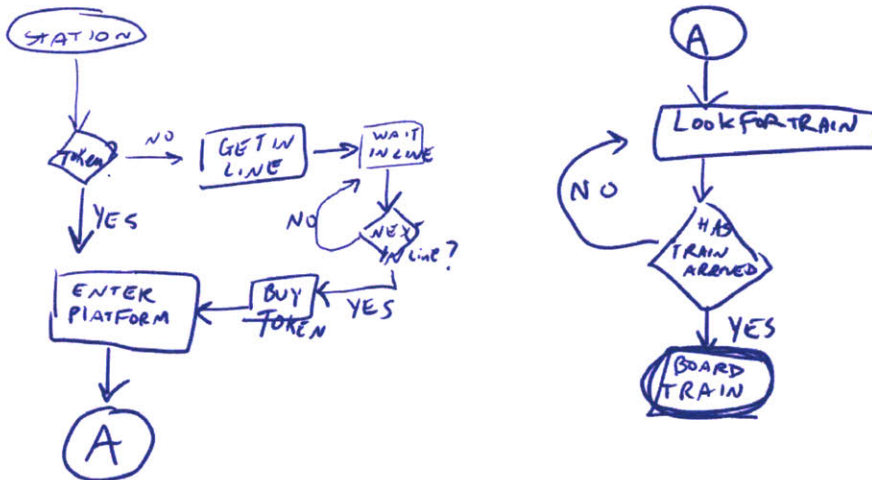 STATION
TOKEN?
NO
GET IN
LINE
WAIT
IN LINE
NO
NEXT
IN LINE?
YES
YES
BUY
TOKEN
ENTER
PLATFORM
A
A
LOOK FOR TRAIN
NO
HAS
TRAIN
ARRIVED
YES
BOARD
TRAIN